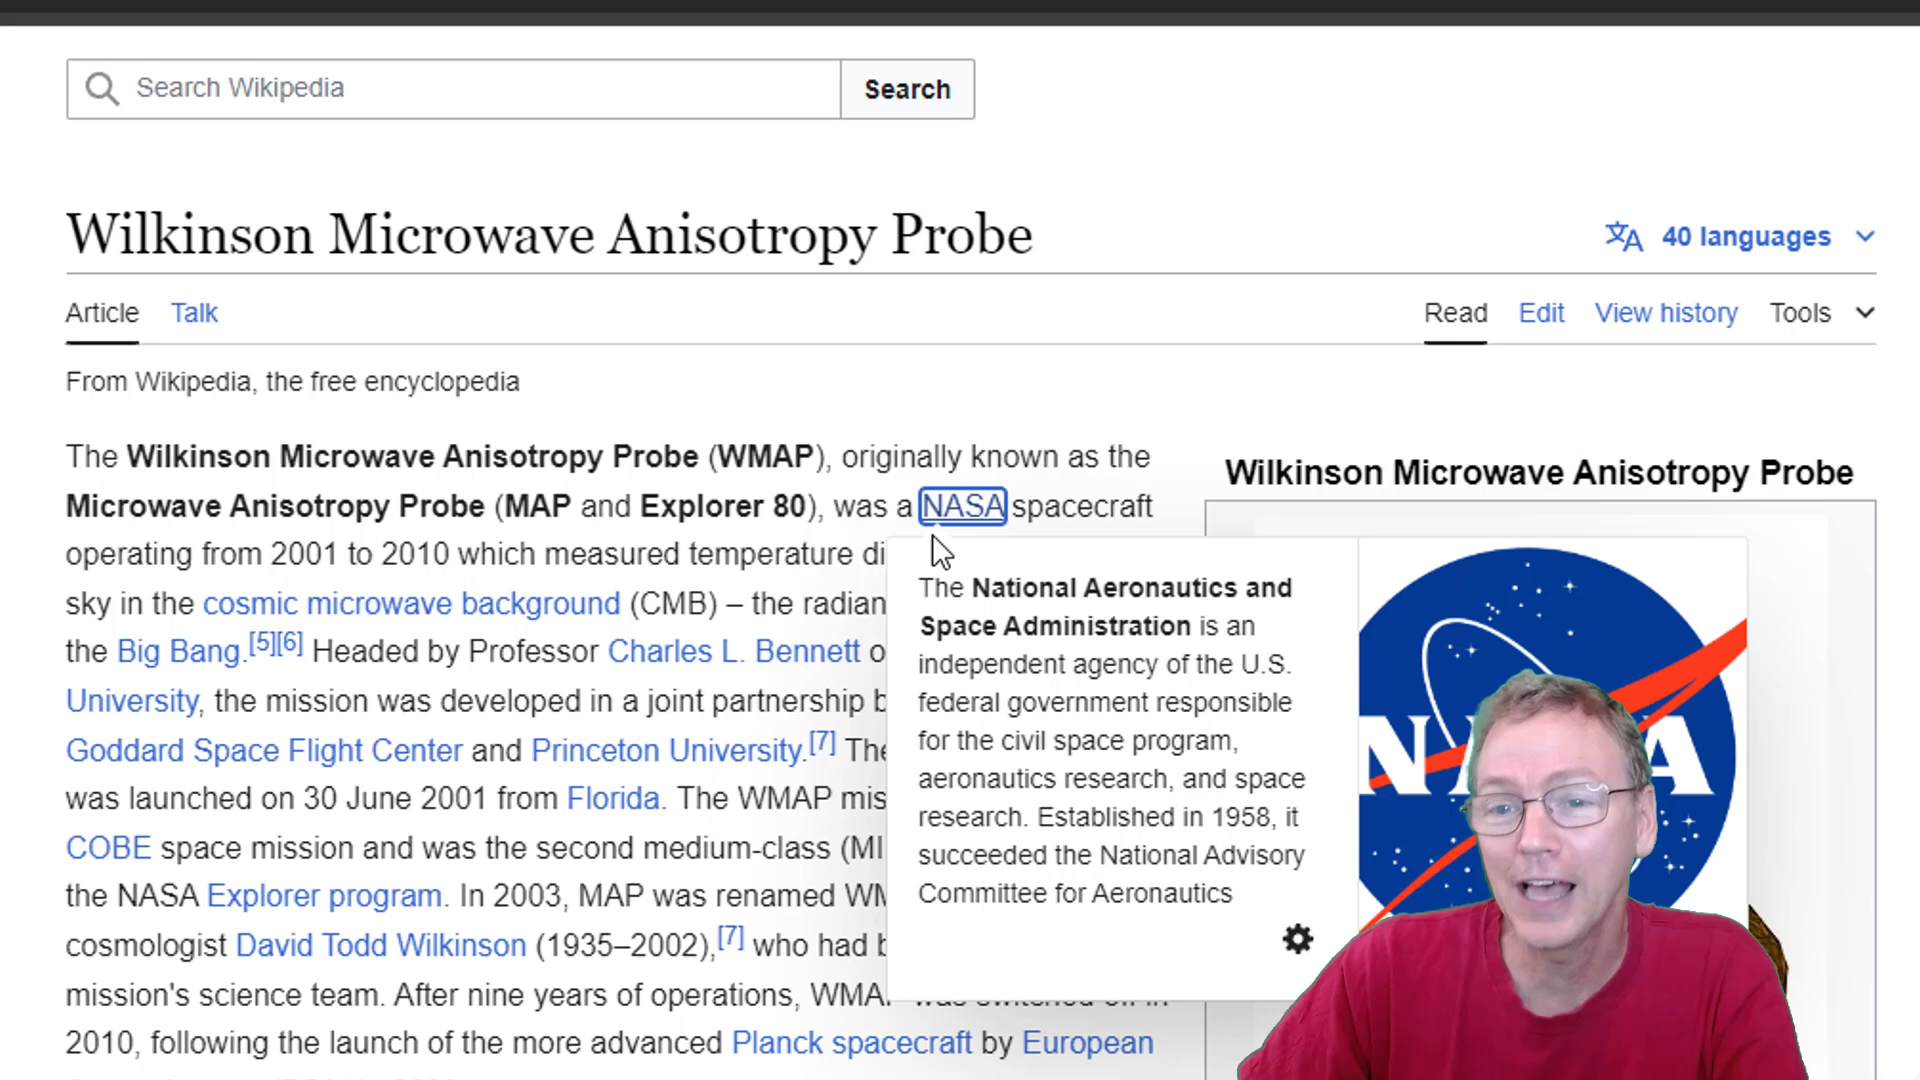 Search Wikipedia
Search
Wilkinson Microwave Anisotropy Probe
40 languages
Article Talk
Read Edit View history Tools
From Wikipedia, the free encyclopedia
The Wilkinson Microwave Anisotropy Probe (WMAP), originally known as the
Microwave Anisotropy Probe (MAP and Explorer 80), was a NASA spacecraft
operating from 2001 to 2010 which measured temperature di
sky in the cosmic microwave background (CMB) – the radian
the Big Bang.[5][6] Headed by Professor Charles L. Bennett o
University, the mission was developed in a joint partnership b
Goddard Space Flight Center and Princeton University.[7] The
was launched on 30 June 2001 from Florida. The WMAP mis
COBE space mission and was the second medium-class (MI
the NASA Explorer program. In 2003, MAP was renamed WM
cosmologist David Todd Wilkinson (1935–2002),[7] who had b
mission's science team. After nine years of operations, WMA was switched off in
2010, following the launch of the more advanced Planck spacecraft by European
Wilkinson Microwave Anisotropy Probe
The National Aeronautics and
Space Administration is an
independent agency of the U.S.
federal government responsible
for the civil space program,
aeronautics research, and space
research. Established in 1958, it
succeeded the National Advisory
Committee for Aeronautics
N A